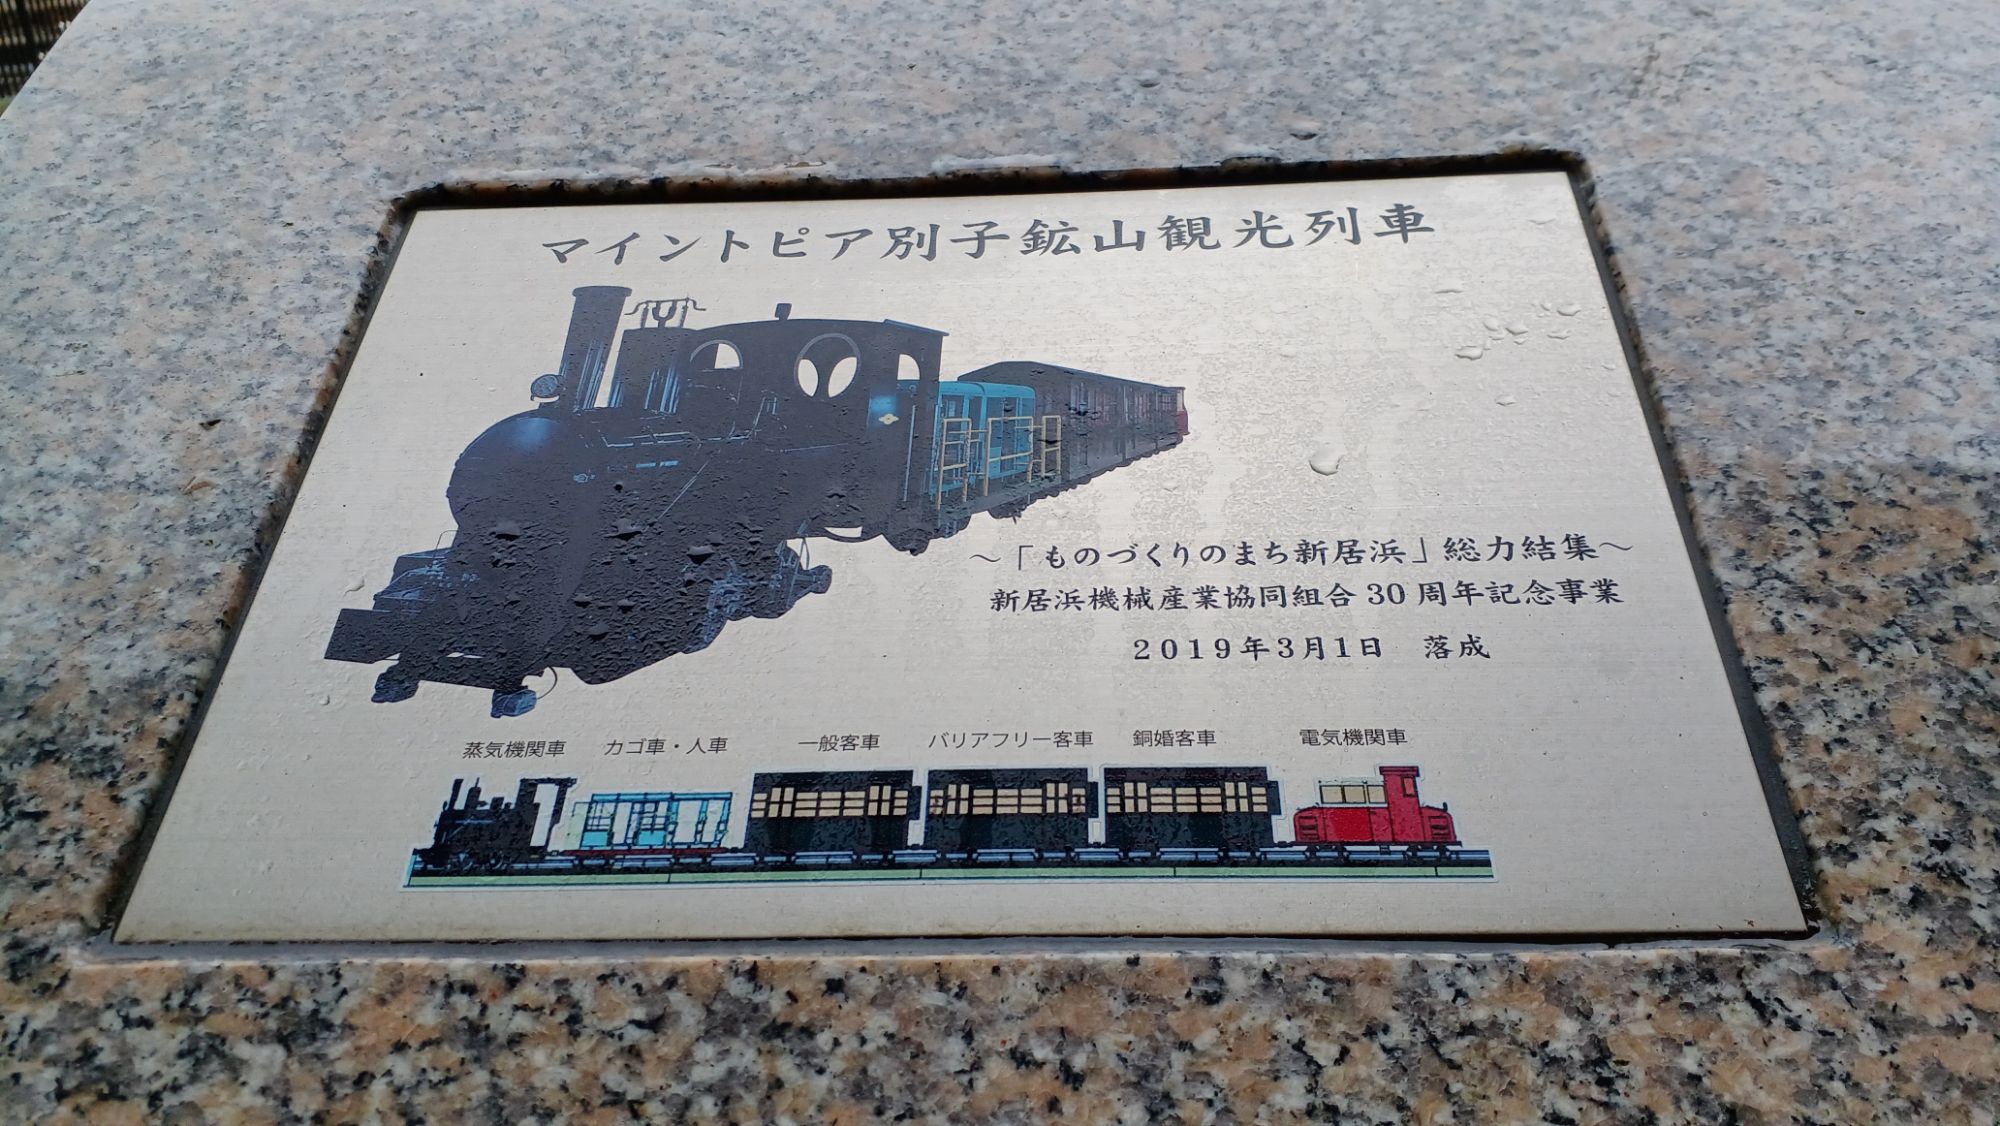 マイントピア別子鉱山観光列車
～「ものづくりのまち新居浜」総力結集～
新居浜機械産業協同組合 30 周年記念事業
2019年3月1日　落成
蒸気機関車　カゴ車・人車　一般客車　バリアフリー客車　銅婚客車　電気機関車